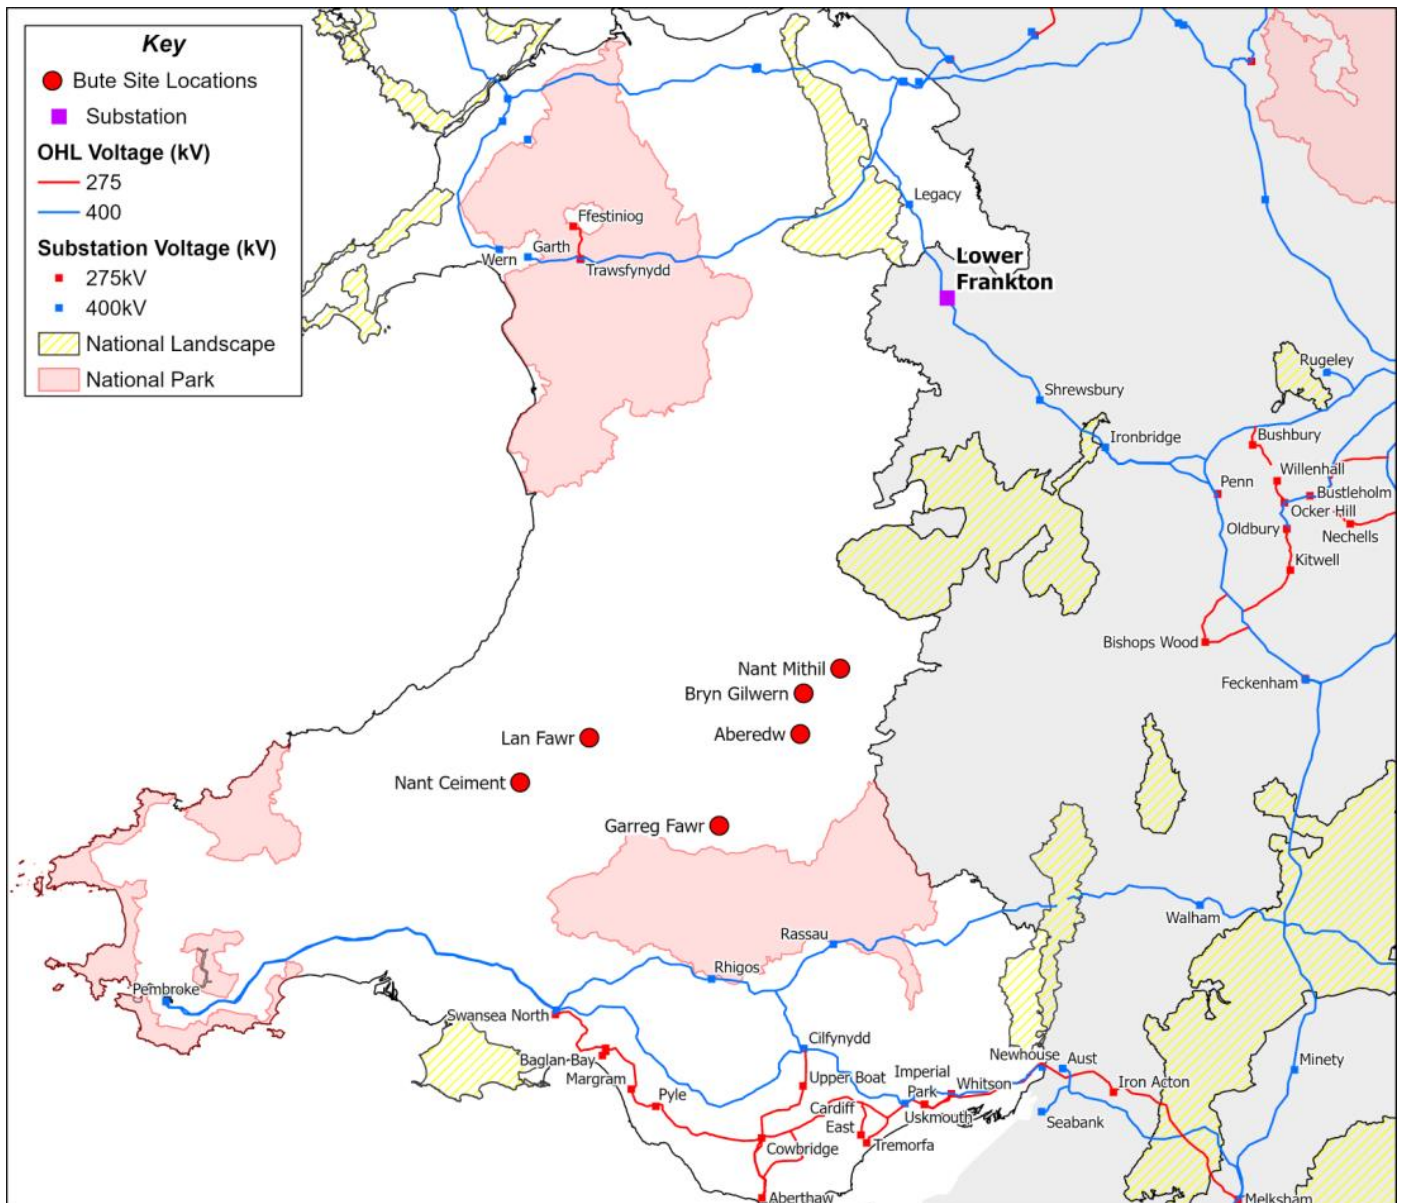 Key
Bute Site Locations
Substation
OHL Voltage (kV)
275
400
Substation Voltage (kV)
275kV
400kV
National Landscape
National Park
Ffestiniog
Garth
Wern
Trawsfynydd
Legacy
Lower
Frankton
Shrewsbury
Ironbridge
Rugeley
Bushbury
Willenhall
Penn
Bustleholm
Ocker Hill
Oldbury
Nechells
Kitwell
Bishops Wood
Feckenham
Nant Mithil
Bryn Gilwern
Aberedw
Lan Fawr
Nant Ceiment
Garreg Fawr
Walham
Rassau
Rhigos
Pembroke
Swansea North
Baglan-Bay
Margram
Pyle
Cilfynydd
Upper Boat
Cardiff
East
Tremorfa
Cowbridge
Aberthaw
Imperial
Park
Whitson
Uskmouth
Newhouse
Aust
Iron Acton
Seabank
Minety
Melksham